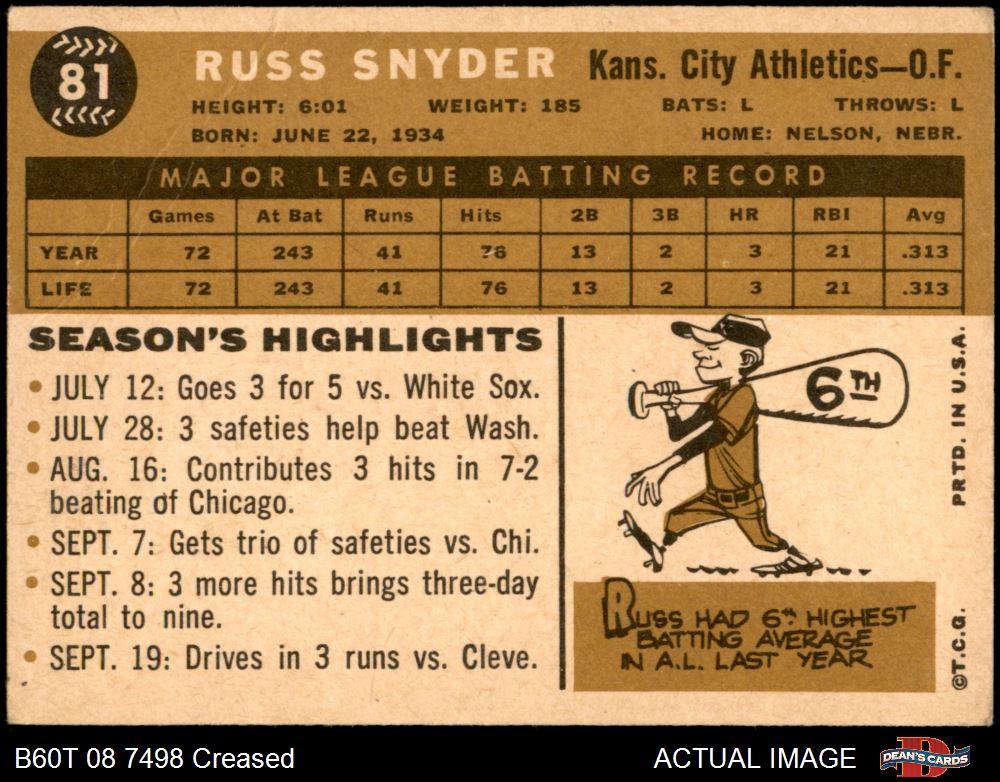 81
RUSS SNYDER Kans. City Athletics—O.F.
HEIGHT: 6:01 WEIGHT: 185 BATS: L THROWS: L
BORN: JUNE 22, 1934 HOME: NELSON, NEBR.
MAJOR LEAGUE BATTING RECORD
Games At Bat Runs Hits 2B 3B HR RBI Avg
YEAR 72 243 41 76 13 2 3 21 .313
LIFE 72 243 41 76 13 2 3 21 .313
SEASON'S HIGHLIGHTS
• JULY 12: Goes 3 for 5 vs. White Sox.
• JULY 28: 3 safeties help beat Wash.
• AUG. 16: Contributes 3 hits in 7-2
beating of Chicago.
• SEPT. 7: Gets trio of safeties vs. Chi.
• SEPT. 8: 3 more hits brings three-day
total to nine.
• SEPT. 19: Drives in 3 runs vs. Cleve.
6TH
RUSS HAD 6TH HIGHEST
BATTING AVERAGE
IN A.L. LAST YEAR
©T.C.G. PRTD. IN U.S.A.
B60T 08 7498 Creased ACTUAL IMAGE DEAN'S CARDS